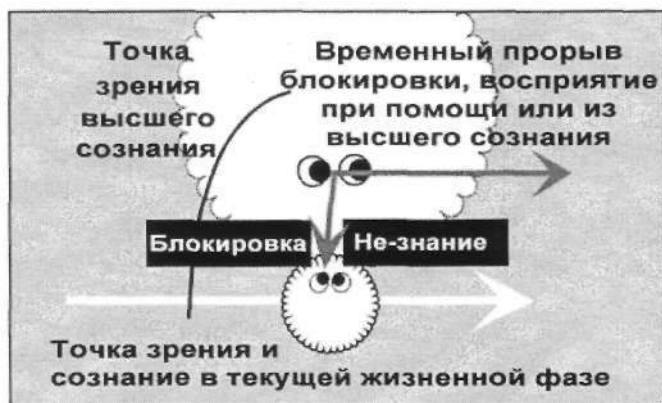 Точка
зрения
высшего
сознания
Временный прорыв
блокировки, восприятие
при помощи или из
высшего сознания
Блокировка
Не-знание
Точка зрения и
сознание в текущей жизненной фазе